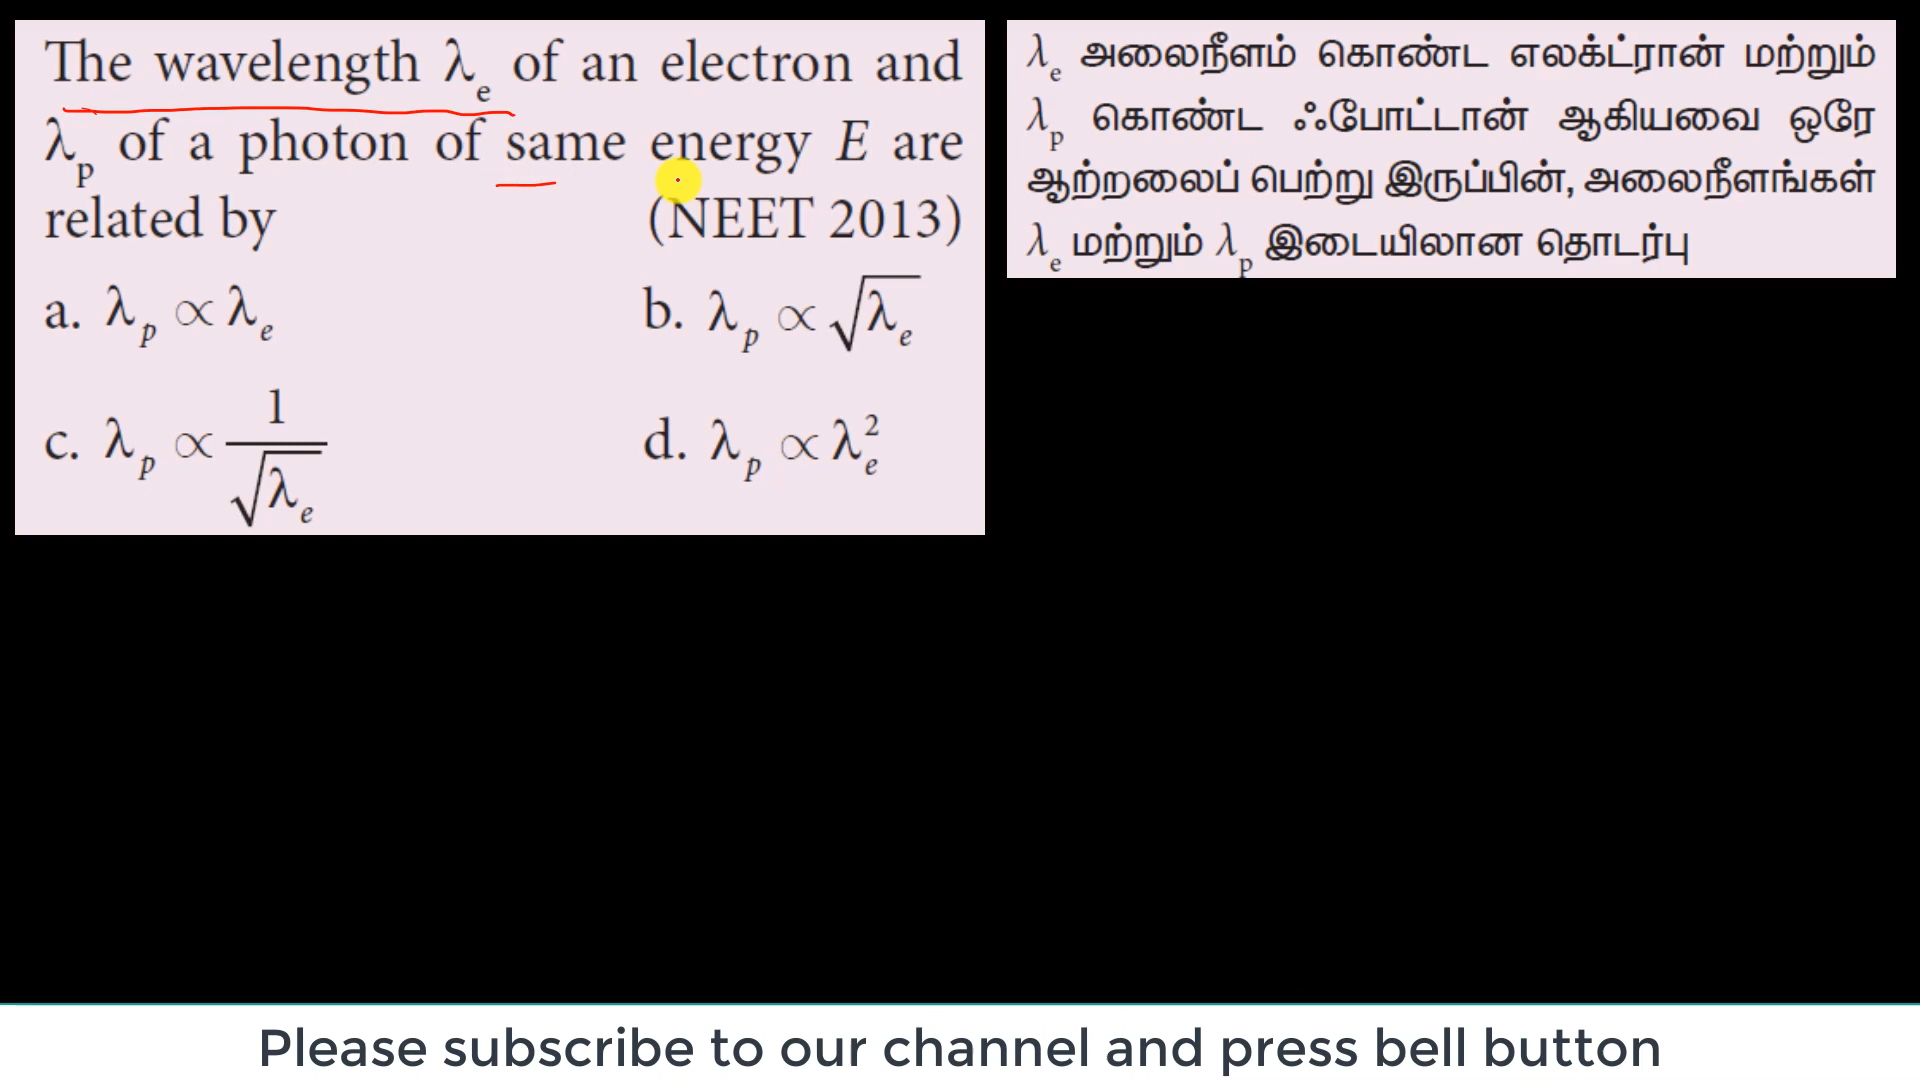 The wavelength λe of an electron and
λp of a photon of same energy E are
related by (NEET 2013)
a. λp ∝ λe b. λp ∝ √λe
c. λp ∝ 1/√λe d. λp ∝ λe²
λe அலைநீளம் கொண்ட எலக்ட்ரான் மற்றும்
λp கொண்ட ஃபோட்டான் ஆகியவை ஒரே
ஆற்றலைப் பெற்று இருப்பின், அலைநீளங்கள்
λe மற்றும் λp இடையிலான தொடர்பு
Please subscribe to our channel and press bell button